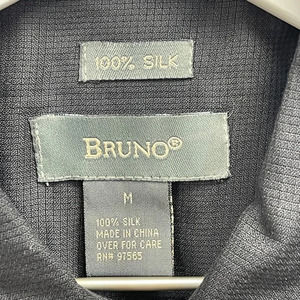 100% SILK
BRUNO®
M
100% SILK
MADE IN CHINA
OVER FOR CARE
RN# 97565